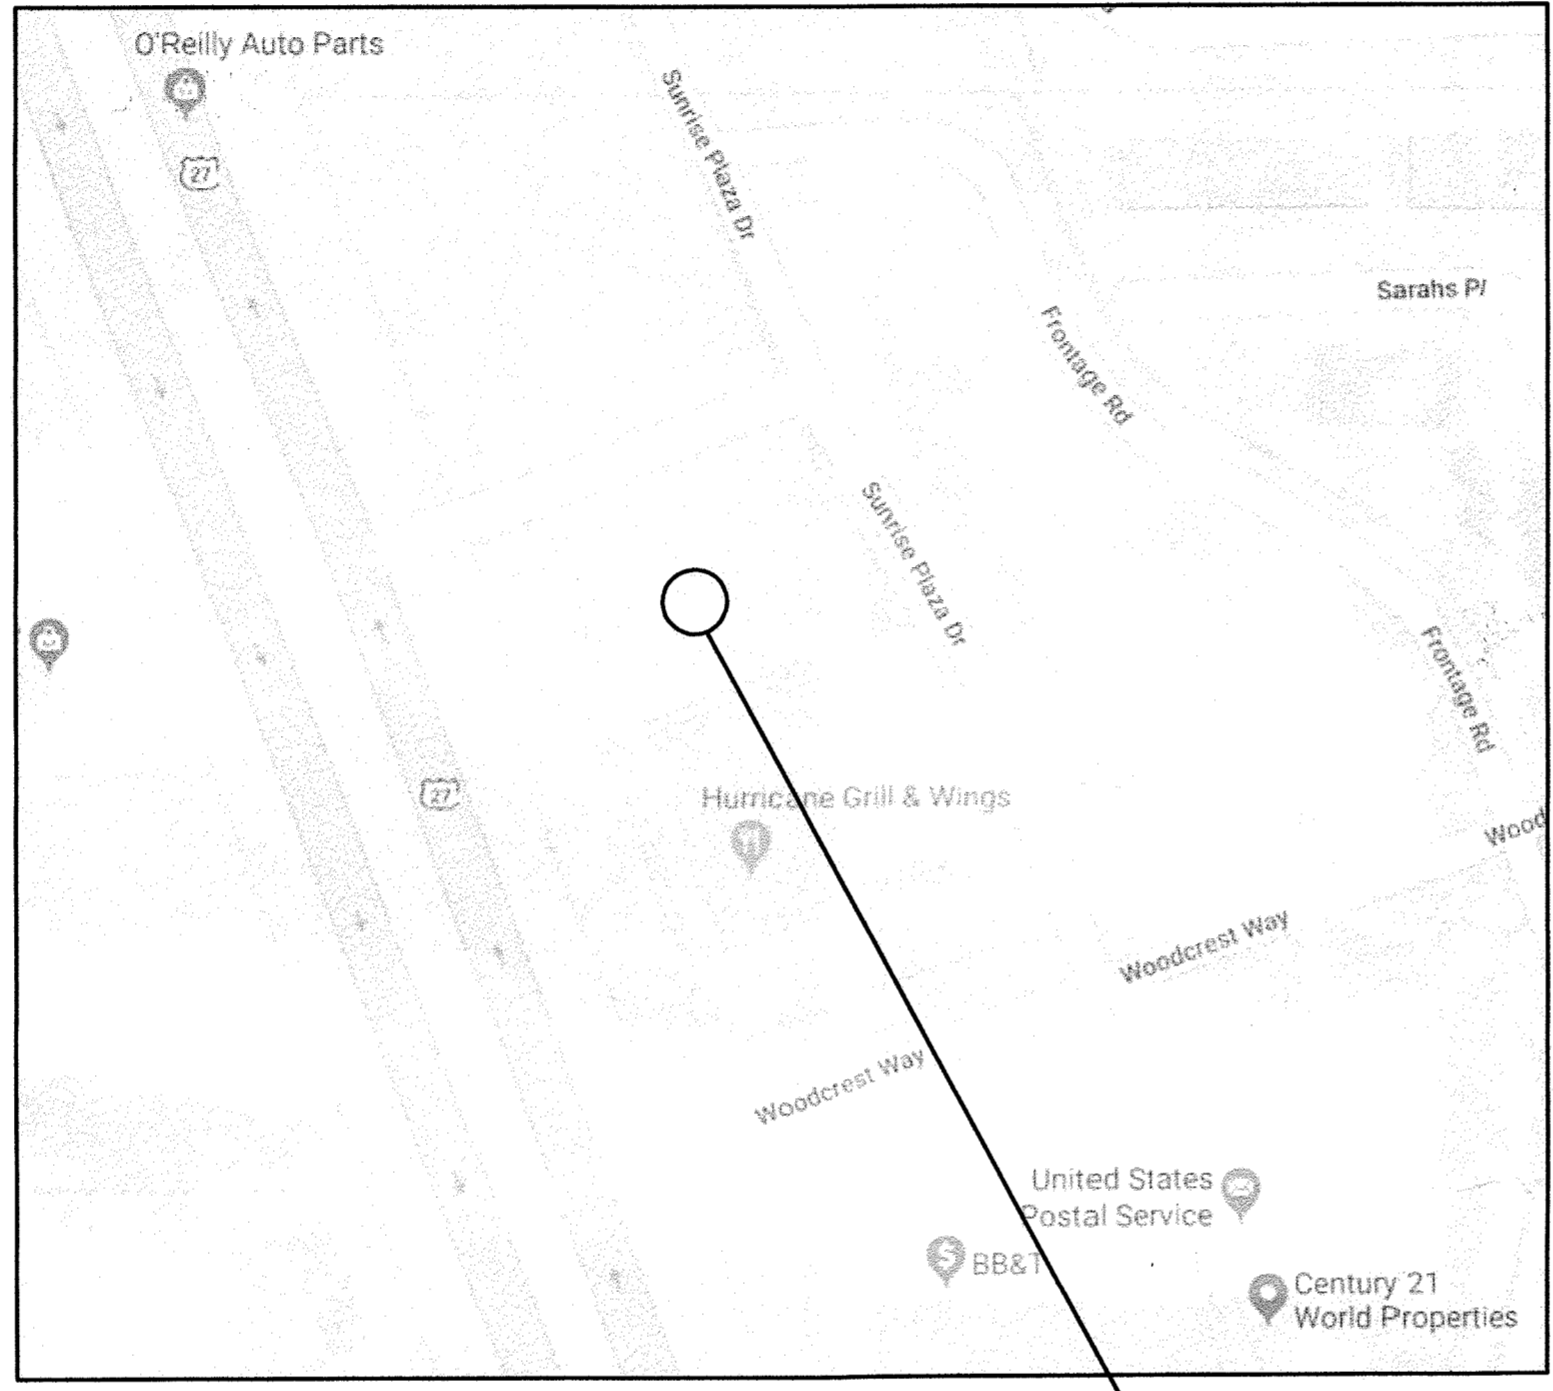 O'Reilly Auto Parts
27
Sunrise Plaza Dr
Sarahs Pl
Frontage Rd
Sunrise Plaza Dr
Frontage Rd
27
Hurricane Grill & Wings
Wood
Woodcrest Way
Woodcrest Way
United States
Postal Service
BB&T
Century 21
World Properties